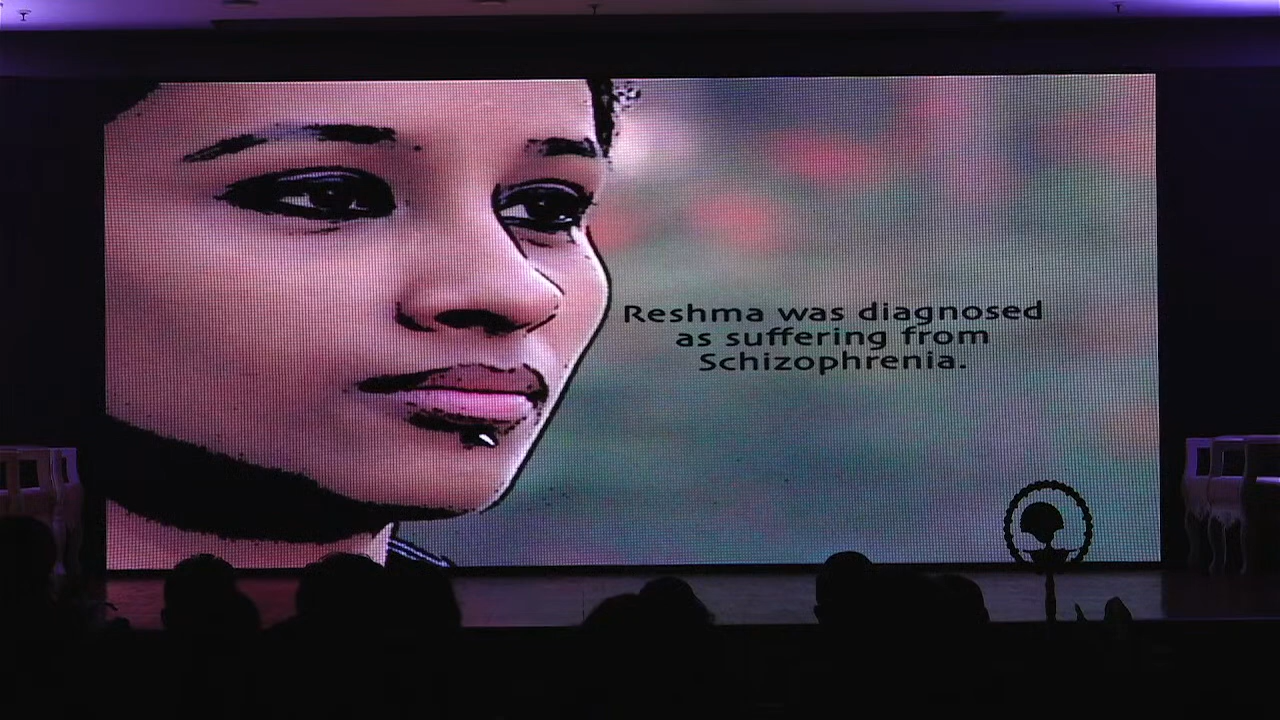 Reshma was diagnosed
as suffering from
Schizophrenia.